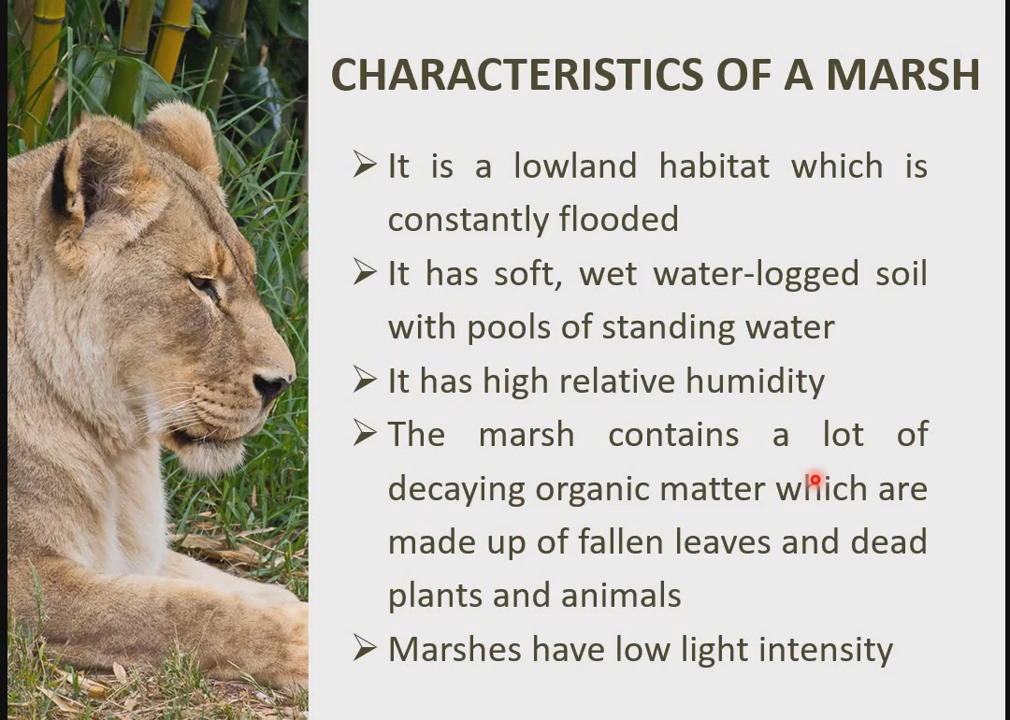 CHARACTERISTICS OF A MARSH
➢ It is a lowland habitat which is
constantly flooded
➢ It has soft, wet water-logged soil
with pools of standing water
➢ It has high relative humidity
➢ The marsh contains a lot of
decaying organic matter which are
made up of fallen leaves and dead
plants and animals
➢ Marshes have low light intensity